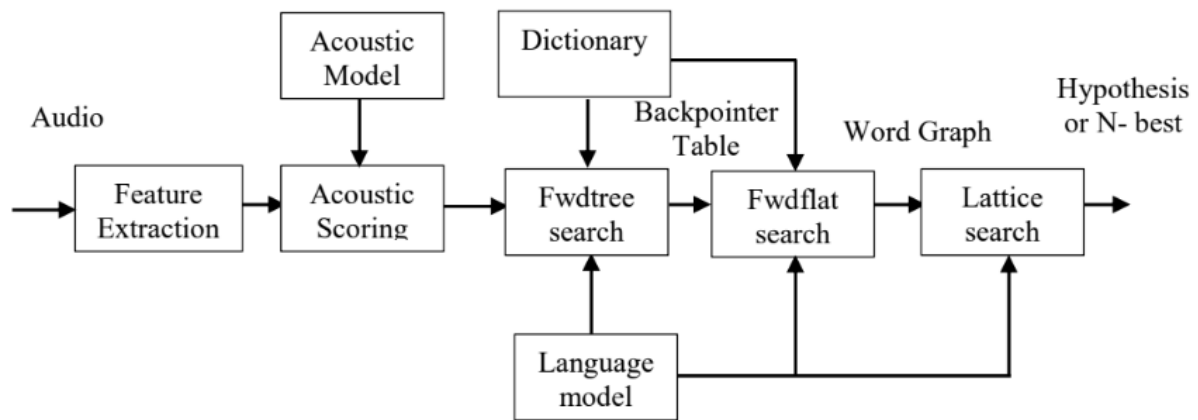 Acoustic
Model
Dictionary
Audio
Backpointer
Table
Word Graph
Hypothesis
or N- best
Feature
Extraction
Acoustic
Scoring
Fwdtree
search
Fwdflat
search
Lattice
search
Language
model